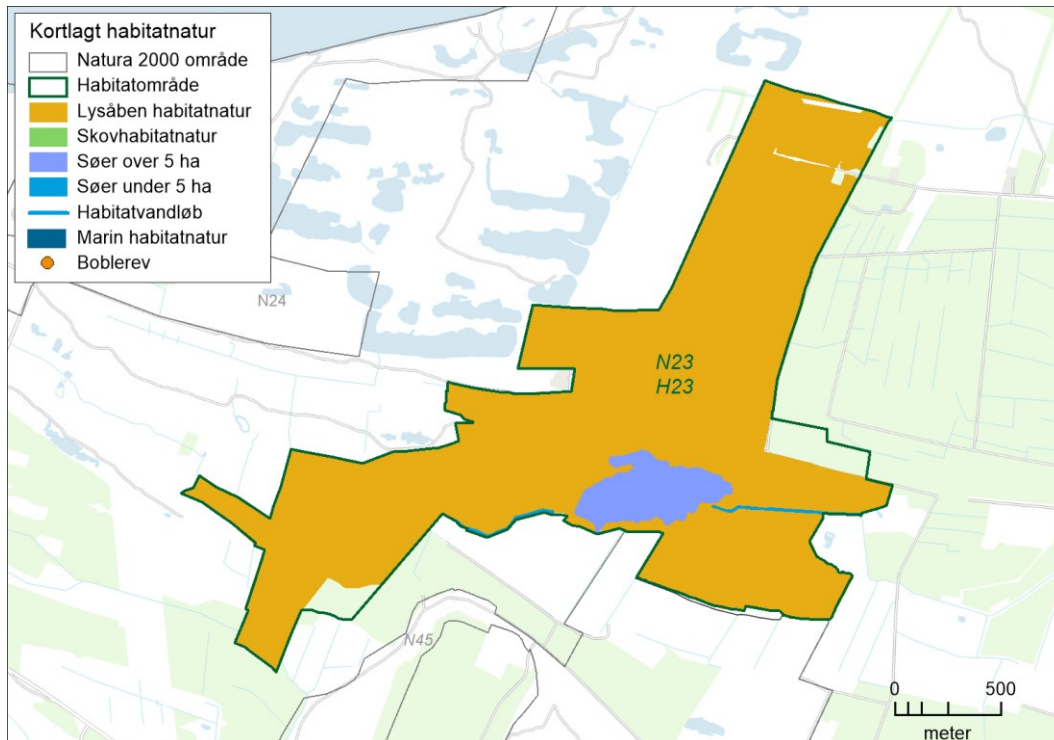 Kortlagt habitatnatur
Natura 2000 område
Habitatområde
Lysåben habitatnatur
Skovhabitatnatur
Søer over 5 ha
Søer under 5 ha
Habitatvandløb
Marin habitatnatur
Boblerev
N24
N23
H23
N45
0 500
meter